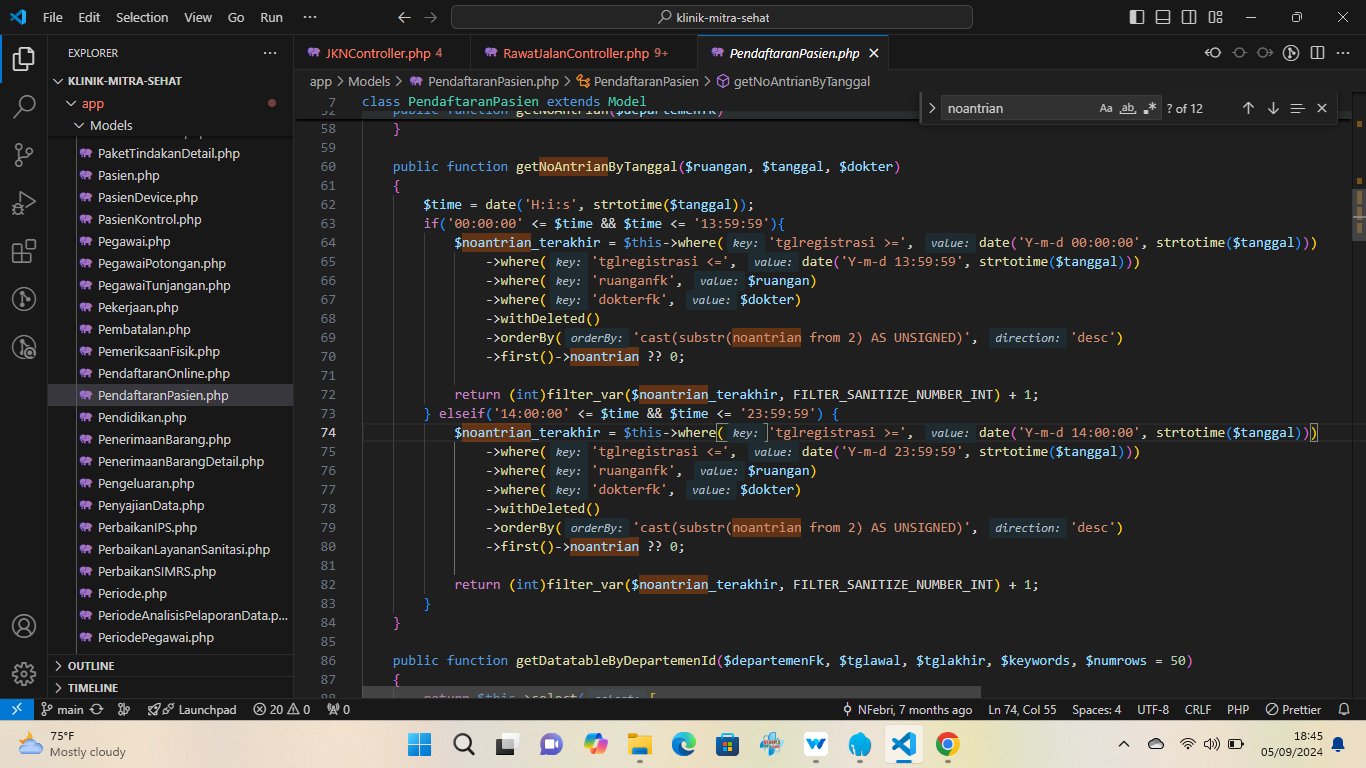 File Edit Selection View Go Run ··· klinik-mitra-sehat
EXPLORER ···
JKNController.php 4 RawatJalanController.php 9+ PendaftaranPasien.php
KLINIK-MITRA-SEHAT
app
Models
PaketTindakanDetail.php
Pasien.php
PasienDevice.php
PasienKontrol.php
Pegawai.php
PegawaiPotongan.php
PegawaiTunjangan.php
Pekerjaan.php
Pembatalan.php
PemeriksaanFisik.php
PendaftaranOnline.php
PendaftaranPasien.php
Pendidikan.php
PenerimaanBarang.php
PenerimaanBarangDetail.php
Pengeluaran.php
PenyajianData.php
PerbaikanIPS.php
PerbaikanLayananSanitasi.php
PerbaikanSIMRS.php
Periode.php
PeriodeAnalisisPelaporanData.p...
PeriodePegawai.php
OUTLINE
TIMELINE
app > Models > PendaftaranPasien.php > PendaftaranPasien > getNoAntrianByTanggal
noantrian Aa ab .* ? of 12
7 class PendaftaranPasien extends Model
52 public function getNoAntrian($departemenfk)
58 }
59
60 public function getNoAntrianByTanggal($ruangan, $tanggal, $dokter)
61 {
62 $time = date('H:i:s', strtotime($tanggal));
63 if('00:00:00' <= $time && $time <= '13:59:59'){
64 $noantrian_terakhir = $this->where( key: 'tglregistrasi >=', value: date('Y-m-d 00:00:00', strtotime($tanggal)))
65 ->where( key: 'tglregistrasi <=', value: date('Y-m-d 13:59:59', strtotime($tanggal)))
66 ->where( key: 'ruanganfk', value: $ruangan)
67 ->where( key: 'dokterfk', value: $dokter)
68 ->withDeleted()
69 ->orderBy( orderBy: 'cast(substr(noantrian from 2) AS UNSIGNED)', direction: 'desc')
70 ->first()->noantrian ?? 0;
71
72 return (int)filter_var($noantrian_terakhir, FILTER_SANITIZE_NUMBER_INT) + 1;
73 } elseif('14:00:00' <= $time && $time <= '23:59:59') {
74 $noantrian_terakhir = $this->where( key: 'tglregistrasi >=', value: date('Y-m-d 14:00:00', strtotime($tanggal)))
75 ->where( key: 'tglregistrasi <=', value: date('Y-m-d 23:59:59', strtotime($tanggal)))
76 ->where( key: 'ruanganfk', value: $ruangan)
77 ->where( key: 'dokterfk', value: $dokter)
78 ->withDeleted()
79 ->orderBy( orderBy: 'cast(substr(noantrian from 2) AS UNSIGNED)', direction: 'desc')
80 ->first()->noantrian ?? 0;
81
82 return (int)filter_var($noantrian_terakhir, FILTER_SANITIZE_NUMBER_INT) + 1;
83 }
84 }
85
86 public function getDatatableByDepartemenId($departemenFk, $tglawal, $tglakhir, $keywords, $numrows = 50)
87 {
88 return $this->select( select: [
main Launchpad 20 0 0 NFebri, 7 months ago Ln 74, Col 55 Spaces: 4 UTF-8 CRLF PHP Prettier
75°F
Mostly cloudy
18:45
05/09/2024